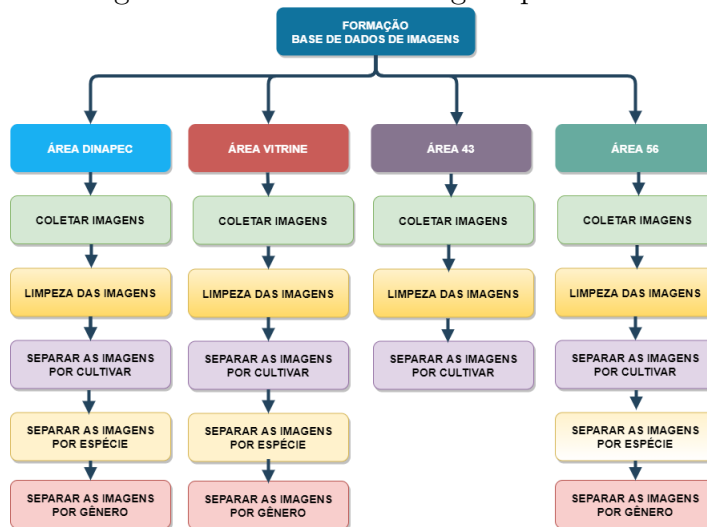 FORMAÇÃO
BASE DE DADOS DE IMAGENS
ÁREA DINAPEC
ÁREA VITRINE
ÁREA 43
ÁREA 56
COLETAR IMAGENS
COLETAR IMAGENS
COLETAR IMAGENS
COLETAR IMAGENS
LIMPEZA DAS IMAGENS
LIMPEZA DAS IMAGENS
LIMPEZA DAS IMAGENS
LIMPEZA DAS IMAGENS
SEPARAR AS IMAGENS
POR CULTIVAR
SEPARAR AS IMAGENS
POR CULTIVAR
SEPARAR AS IMAGENS
POR CULTIVAR
SEPARAR AS IMAGENS
POR CULTIVAR
SEPARAR AS IMAGENS
POR ESPÉCIE
SEPARAR AS IMAGENS
POR ESPÉCIE
SEPARAR AS IMAGENS
POR ESPÉCIE
SEPARAR AS IMAGENS
POR GÊNERO
SEPARAR AS IMAGENS
POR GÊNERO
SEPARAR AS IMAGENS
POR GÊNERO